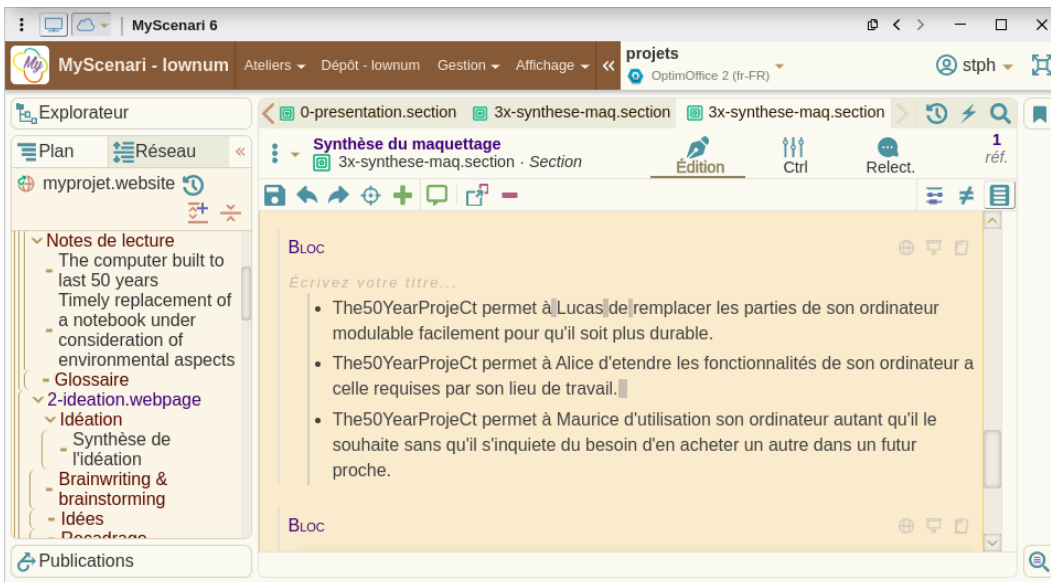 MyScenari 6
My
MyScenari - lownum
Ateliers
Dépôt - lownum
Gestion
Affichage
projets
OptimOffice 2 (fr-FR)
stph
Explorateur
0-presentation.section
3x-synthese-maq.section
3x-synthese-maq.section
Plan
Réseau
Synthèse du maquettage
3x-synthese-maq.section · Section
Édition
Ctrl
Relect.
1
réf.
myprojet.website
Notes de lecture
The computer built to
last 50 years
Timely replacement of
a notebook under
consideration of
environmental aspects
Glossaire
2-ideation.webpage
Idéation
Synthèse de
l'idéation
Brainwriting &
brainstorming
Idées
Recadrage
Publications
Bloc
Écrivez votre titre...
• The50YearProjeCt permet à Lucas de remplacer les parties de son ordinateur
modulable facilement pour qu'il soit plus durable.
• The50YearProjeCt permet à Alice d'etendre les fonctionnalités de son ordinateur a
celle requises par son lieu de travail.
• The50YearProjeCt permet à Maurice d'utilisation son ordinateur autant qu'il le
souhaite sans qu'il s'inquiete du besoin d'en acheter un autre dans un futur
proche.
Bloc